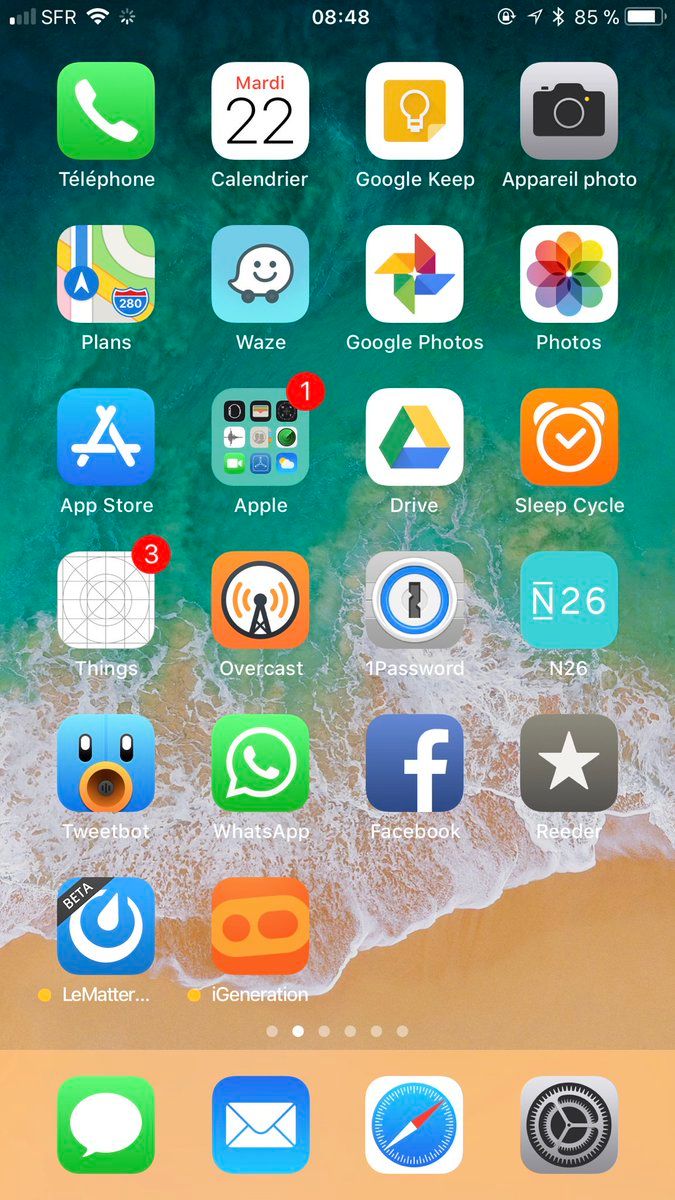 SFR 08:48 85 %
Mardi
22
Téléphone Calendrier Google Keep Appareil photo
280
Plans Waze Google Photos Photos
1
App Store Apple Drive Sleep Cycle
3
N26
Things Overcast 1Password N26
Tweetbot WhatsApp Facebook Reeder
BETA
LeMatter... iGeneration